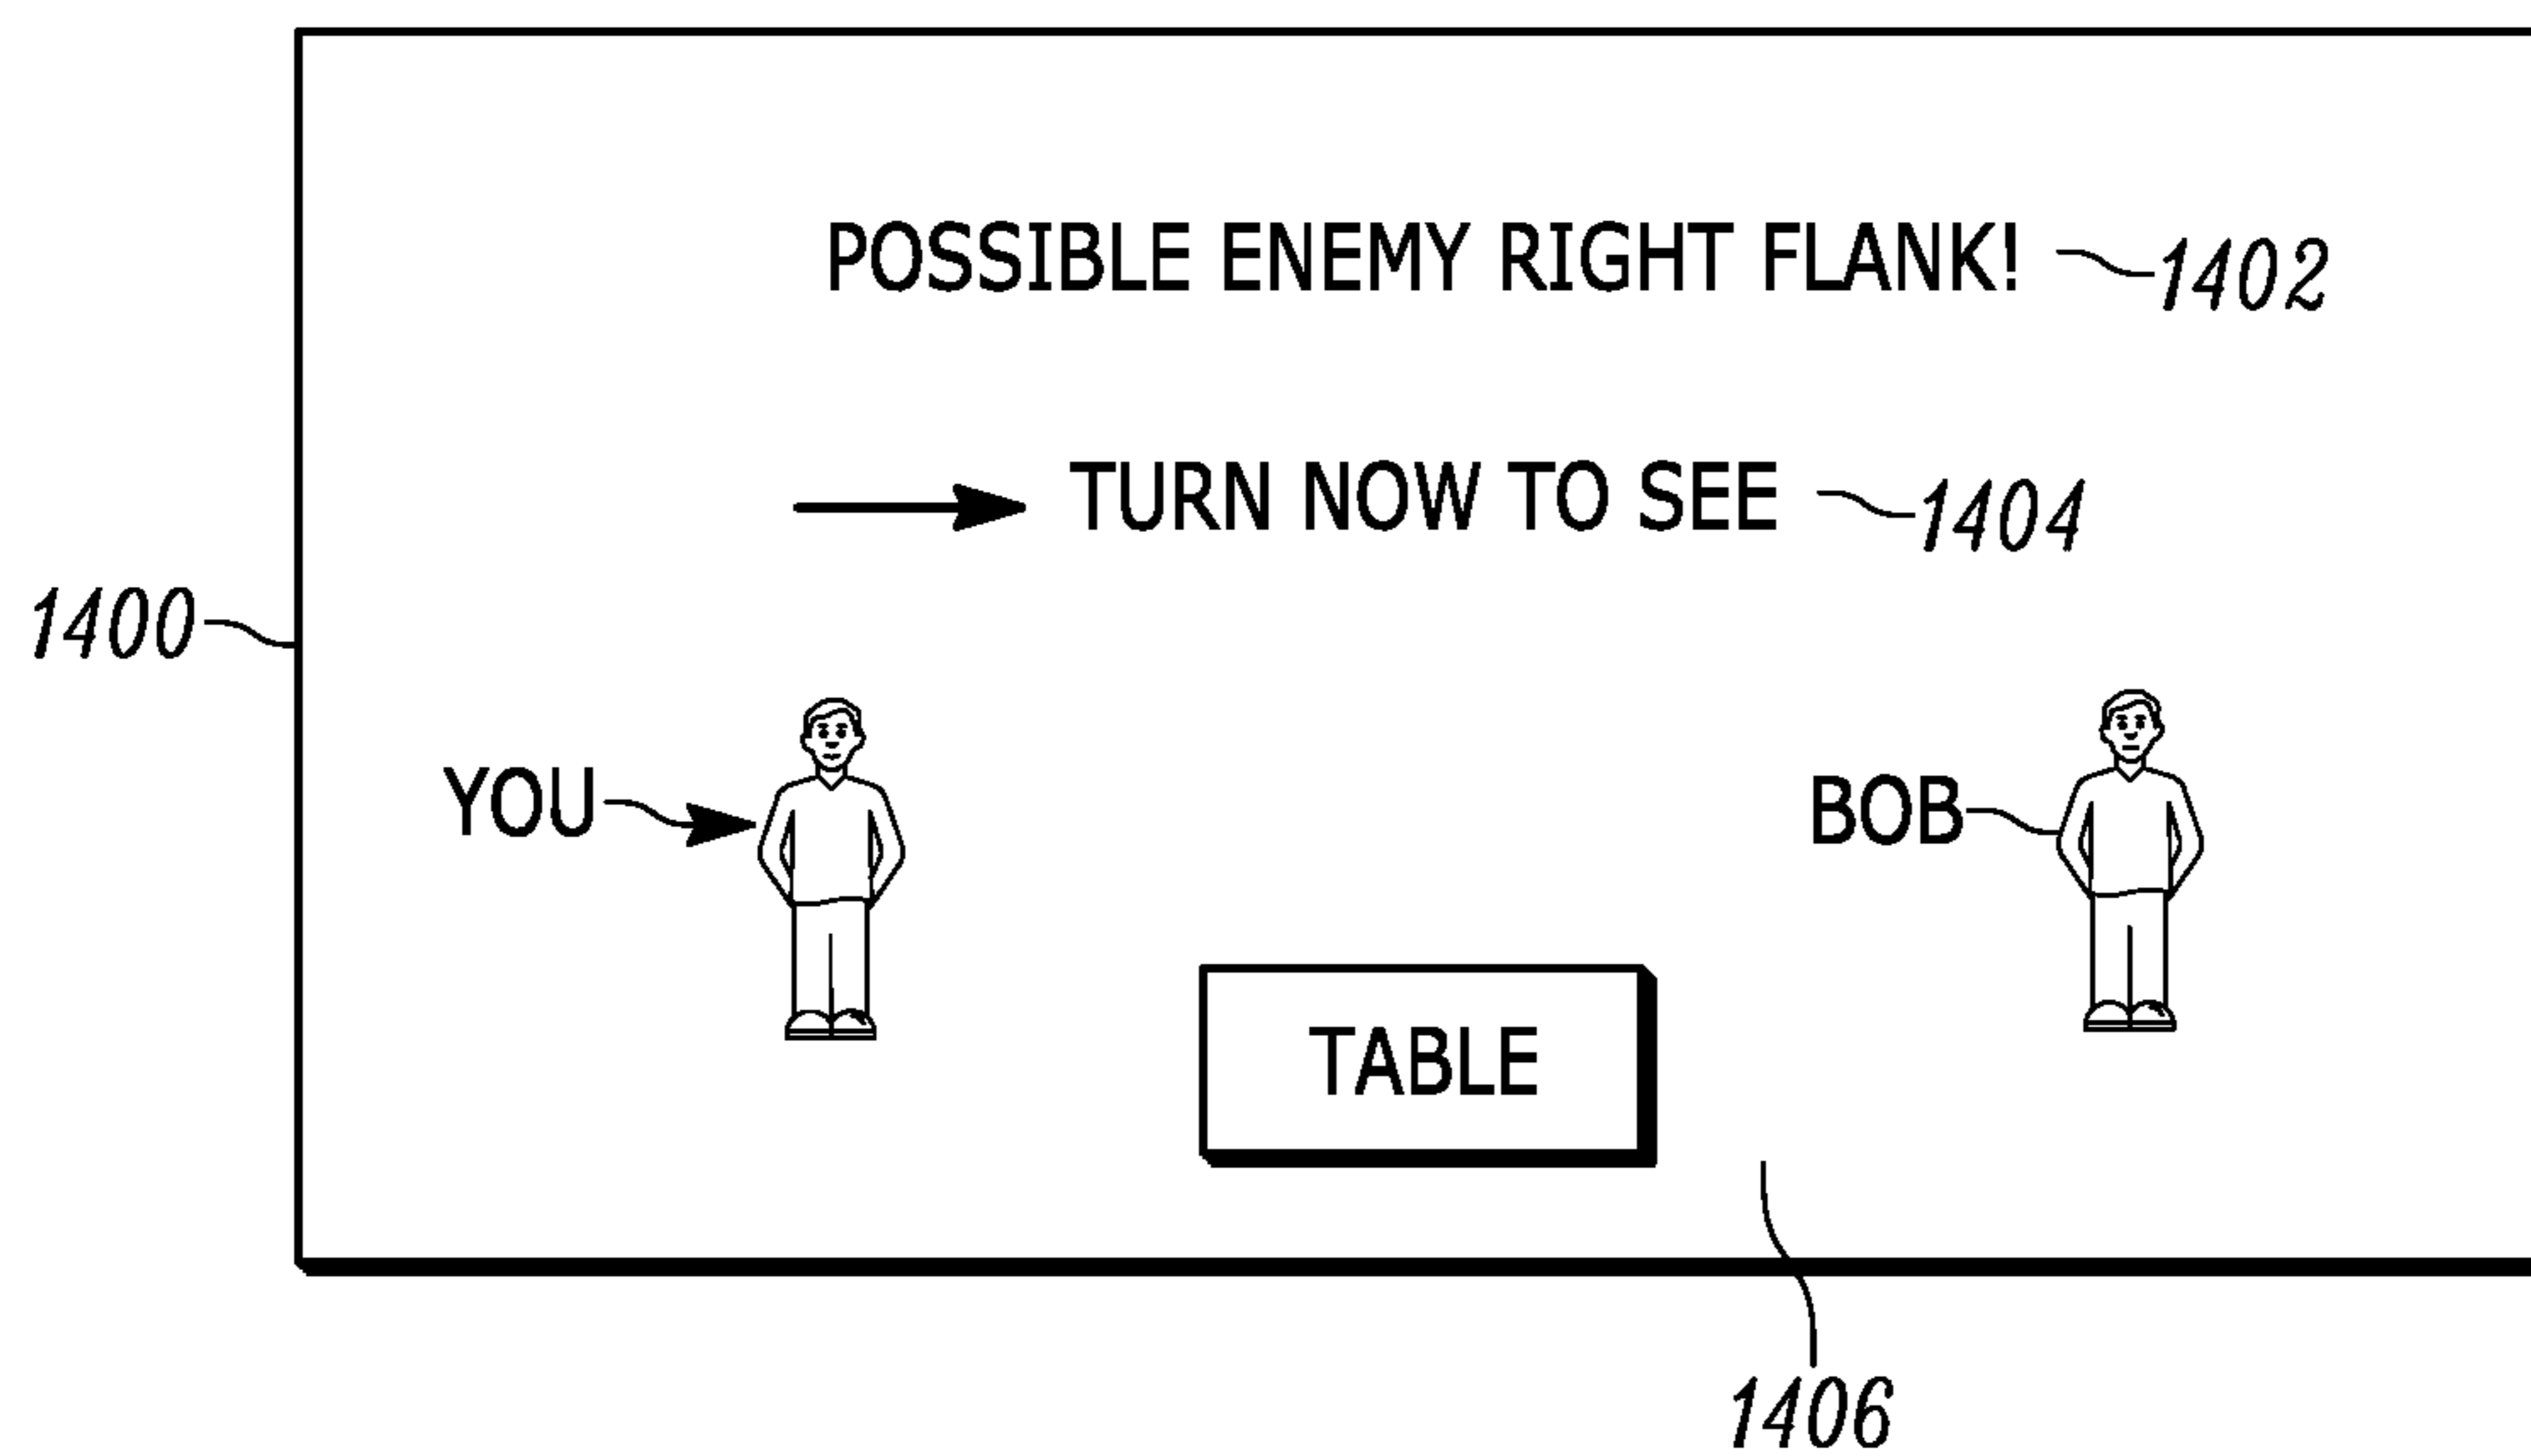 POSSIBLE ENEMY RIGHT FLANK! 1402
TURN NOW TO SEE 1404
1400
YOU
BOB
TABLE
1406